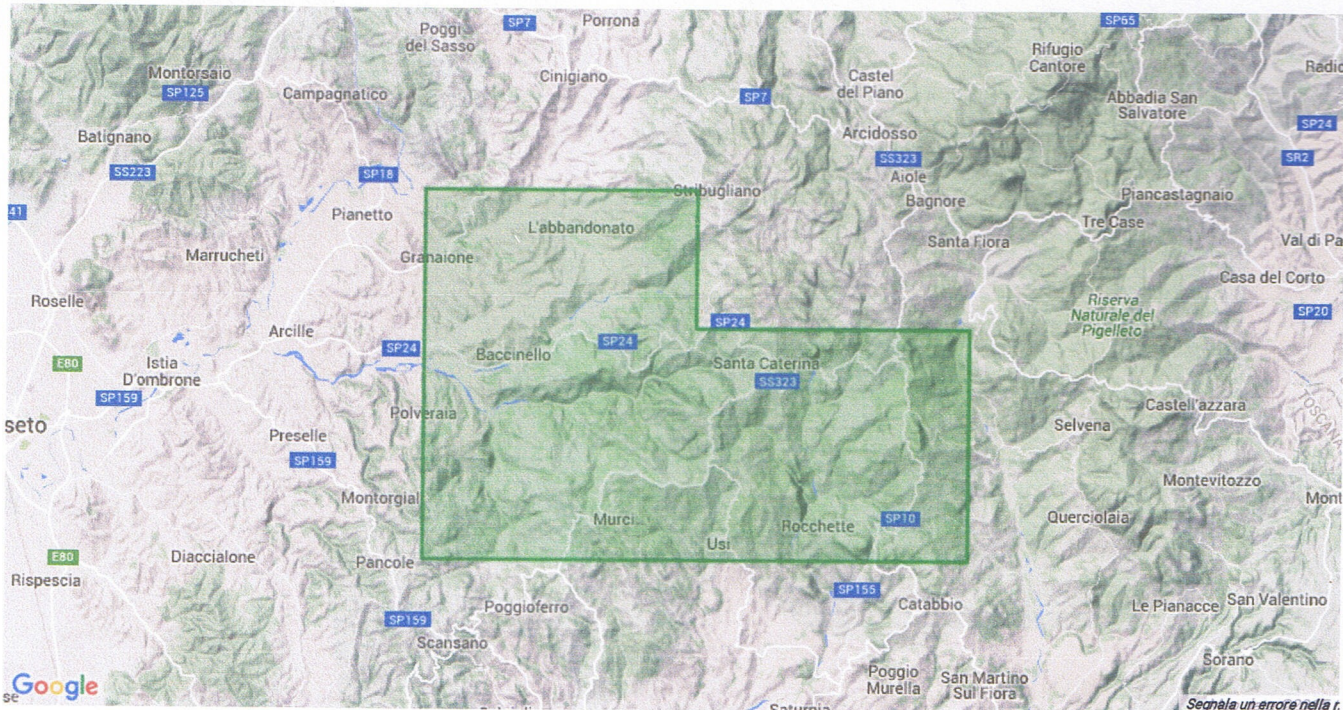 SP7
Porrona
SP65
Poggi
del Sasso
Rifugio
Cantore
Montorsaio
Cinigiano
Castel
del Piano
SP125
Campagnatico
SP7
Abbadia San
Salvatore
SP24
Batignano
Arcidosso
SS223
SP18
SS323
SR2
Aiole
Stribugliano
Bagnore
Piancastagnaio
41
Pianetto
L'abbandonato
Tre Case
Santa Fiora
Marrucheti
Granaione
Casa del Corto
Roselle
Riserva
Naturale del
Pigelleto
SP20
SP24
Arcille
SP24
SP24
Baccinello
Santa Caterina
E80
Istia
D'ombrone
SS323
SP159
Polveraia
Castell'azzara
seto
Preselle
Selvena
SP159
Montevitozzo
Montorgial
Murci
Rocchette
SP10
Querciolaia
Usi
E80
Diaccialone
Pancole
Rispescia
SP155
Poggioferro
Catabbio
Le Pianacce
San Valentino
SP159
Scansano
Sorano
Poggio
Murella
San Martino
Sul Fiora
Google
se
Saturnia
Segnala un errore nella